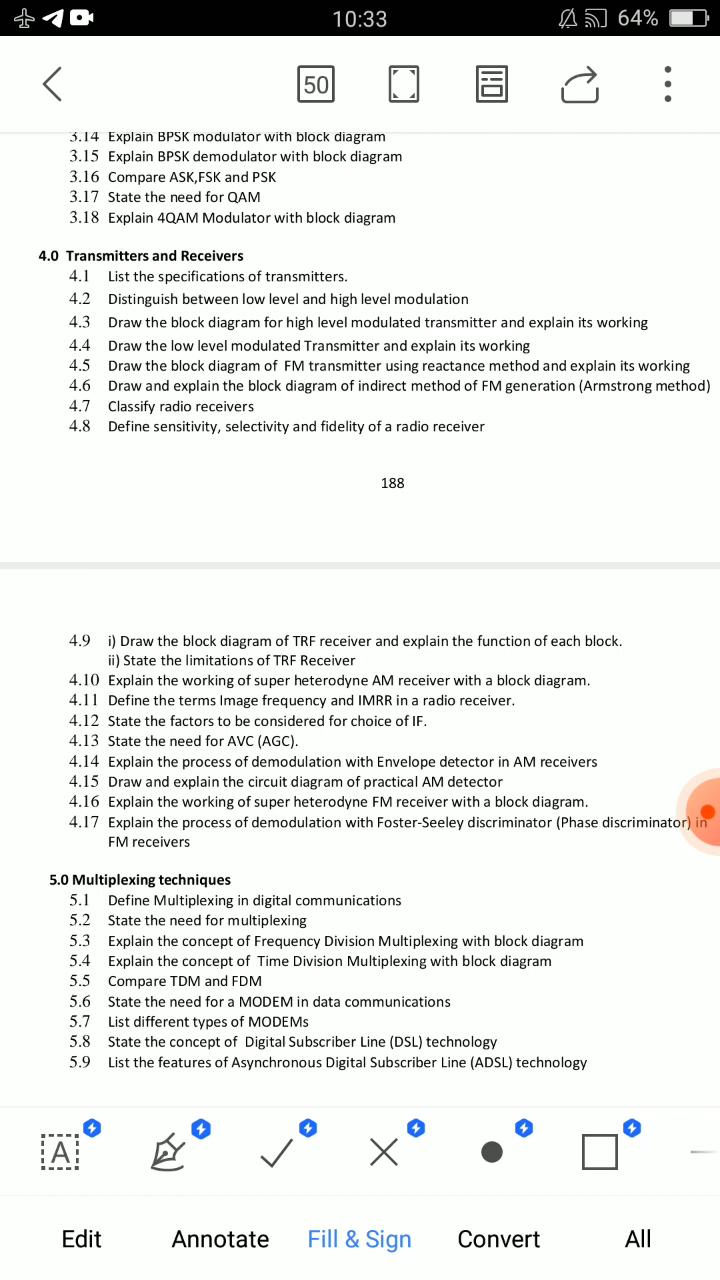 10:33
64%
50
3.14 Explain BPSK modulator with block diagram
3.15 Explain BPSK demodulator with block diagram
3.16 Compare ASK,FSK and PSK
3.17 State the need for QAM
3.18 Explain 4QAM Modulator with block diagram
4.0 Transmitters and Receivers
4.1 List the specifications of transmitters.
4.2 Distinguish between low level and high level modulation
4.3 Draw the block diagram for high level modulated transmitter and explain its working
4.4 Draw the low level modulated Transmitter and explain its working
4.5 Draw the block diagram of FM transmitter using reactance method and explain its working
4.6 Draw and explain the block diagram of indirect method of FM generation (Armstrong method)
4.7 Classify radio receivers
4.8 Define sensitivity, selectivity and fidelity of a radio receiver
188
4.9 i) Draw the block diagram of TRF receiver and explain the function of each block.
ii) State the limitations of TRF Receiver
4.10 Explain the working of super heterodyne AM receiver with a block diagram.
4.11 Define the terms Image frequency and IMRR in a radio receiver.
4.12 State the factors to be considered for choice of IF.
4.13 State the need for AVC (AGC).
4.14 Explain the process of demodulation with Envelope detector in AM receivers
4.15 Draw and explain the circuit diagram of practical AM detector
4.16 Explain the working of super heterodyne FM receiver with a block diagram.
4.17 Explain the process of demodulation with Foster-Seeley discriminator (Phase discriminator) in
FM receivers
5.0 Multiplexing techniques
5.1 Define Multiplexing in digital communications
5.2 State the need for multiplexing
5.3 Explain the concept of Frequency Division Multiplexing with block diagram
5.4 Explain the concept of Time Division Multiplexing with block diagram
5.5 Compare TDM and FDM
5.6 State the need for a MODEM in data communications
5.7 List different types of MODEMs
5.8 State the concept of Digital Subscriber Line (DSL) technology
5.9 List the features of Asynchronous Digital Subscriber Line (ADSL) technology
A
Edit Annotate Fill & Sign Convert All